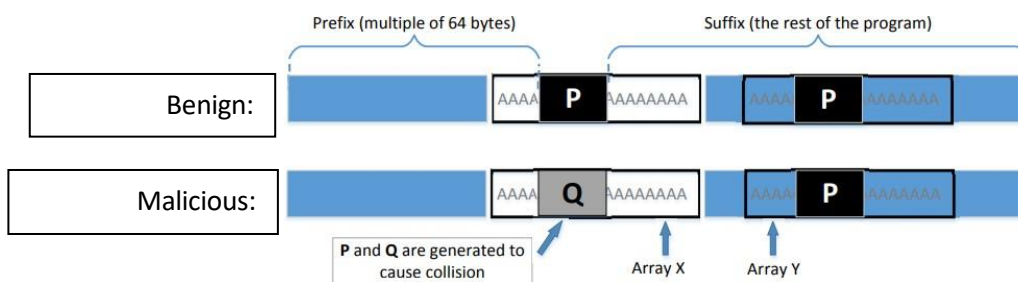 Prefix (multiple of 64 bytes) Suffix (the rest of the program)
Benign: AAAA P AAAAAAAA AAAA P AAAAAAA
Malicious: AAAA Q AAAAAAAA AAAA P AAAAAAA
P and Q are generated to
cause collision
Array X Array Y